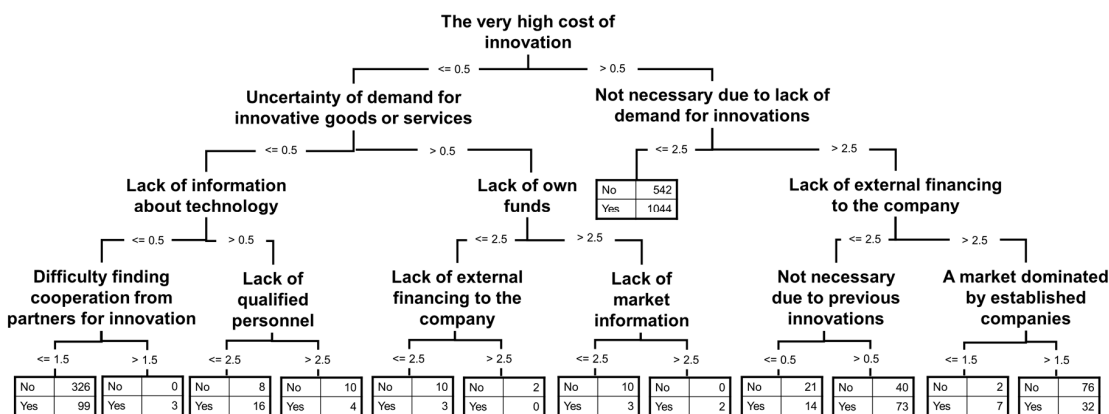 The very high cost of
innovation
<= 0.5 > 0.5
Uncertainty of demand for
innovative goods or services
Not necessary due to lack of
demand for innovations
<= 0.5 > 0.5
<= 2.5 > 2.5
Lack of information
about technology
Lack of own
funds
No 542
Yes 1044
Lack of external financing
to the company
<= 0.5 > 0.5
<= 2.5 > 2.5
<= 2.5 > 2.5
Difficulty finding
cooperation from
partners for innovation
Lack of
qualified
personnel
Lack of external
financing to the
company
Lack of
market
information
Not necessary
due to previous
innovations
A market dominated
by established
companies
<= 1.5 > 1.5
<= 2.5 > 2.5
<= 2.5 > 2.5
<= 2.5 > 2.5
<= 0.5 > 0.5
<= 1.5 > 1.5
No 326
Yes 99
No 0
Yes 3
No 8
Yes 16
No 10
Yes 4
No 10
Yes 3
No 2
Yes 0
No 10
Yes 3
No 0
Yes 2
No 21
Yes 14
No 40
Yes 73
No 2
Yes 7
No 76
Yes 32